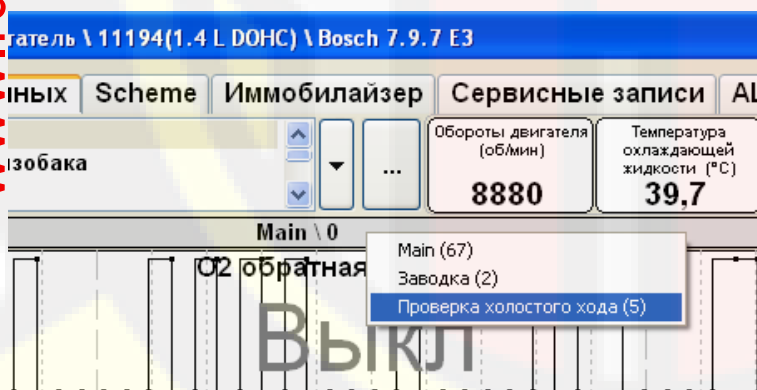 гатель \ 11194(1.4 L DOHC) \ Bosch 7.9.7 E3
нных Scheme Иммобилайзер Сервисные записи AL
зобака
...
Обороты двигателя
(об/мин)
8880
Температура
охлаждающей
жидкости (°C)
39,7
Main \ 0
O2 обратная
Main (67)
Заводка (2)
Проверка холостого хода (5)
Выкл